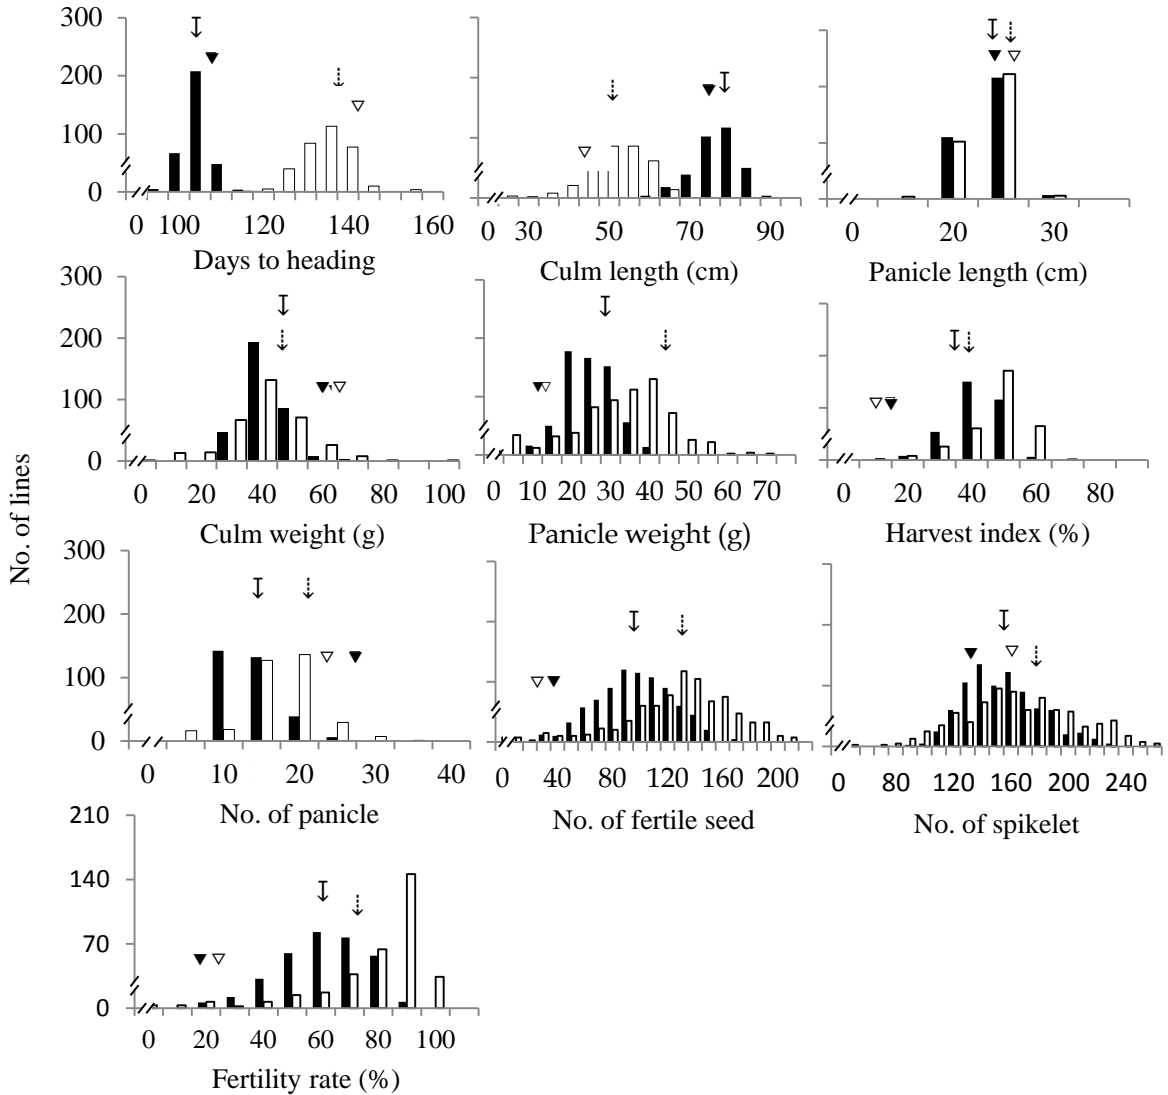 No. of lines
300
200
100
0
0 100 120 140 160
Days to heading
0 30 50 70 90
Culm length (cm)
0 20 30
Panicle length (cm)
300
200
100
0
0 20 40 60 80 100
Culm weight (g)
0 10 20 30 40 50 60 70
Panicle weight (g)
0 20 40 60 80
Harvest index (%)
300
200
100
0
0 10 20 30 40
No. of panicle
0 40 80 120 160 200
No. of fertile seed
0 80 120 160 200 240
No. of spikelet
210
140
70
0
0 20 40 60 80 100
Fertility rate (%)